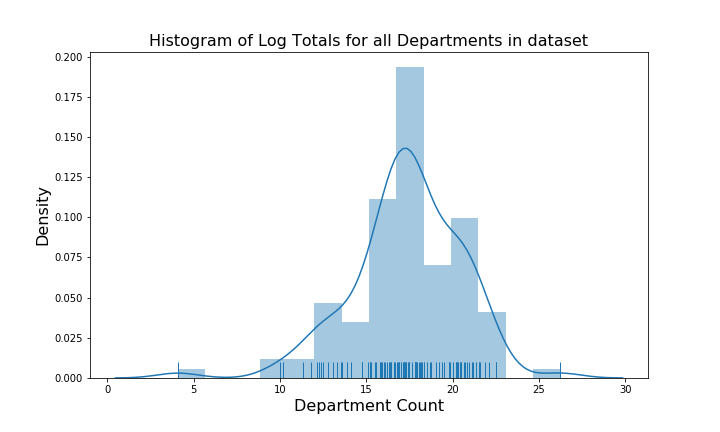 Histogram of Log Totals for all Departments in dataset
0.200
0.175
0.150
0.125
0.100
0.075
0.050
0.025
0.000
Density
0 5 10 15 20 25 30
Department Count